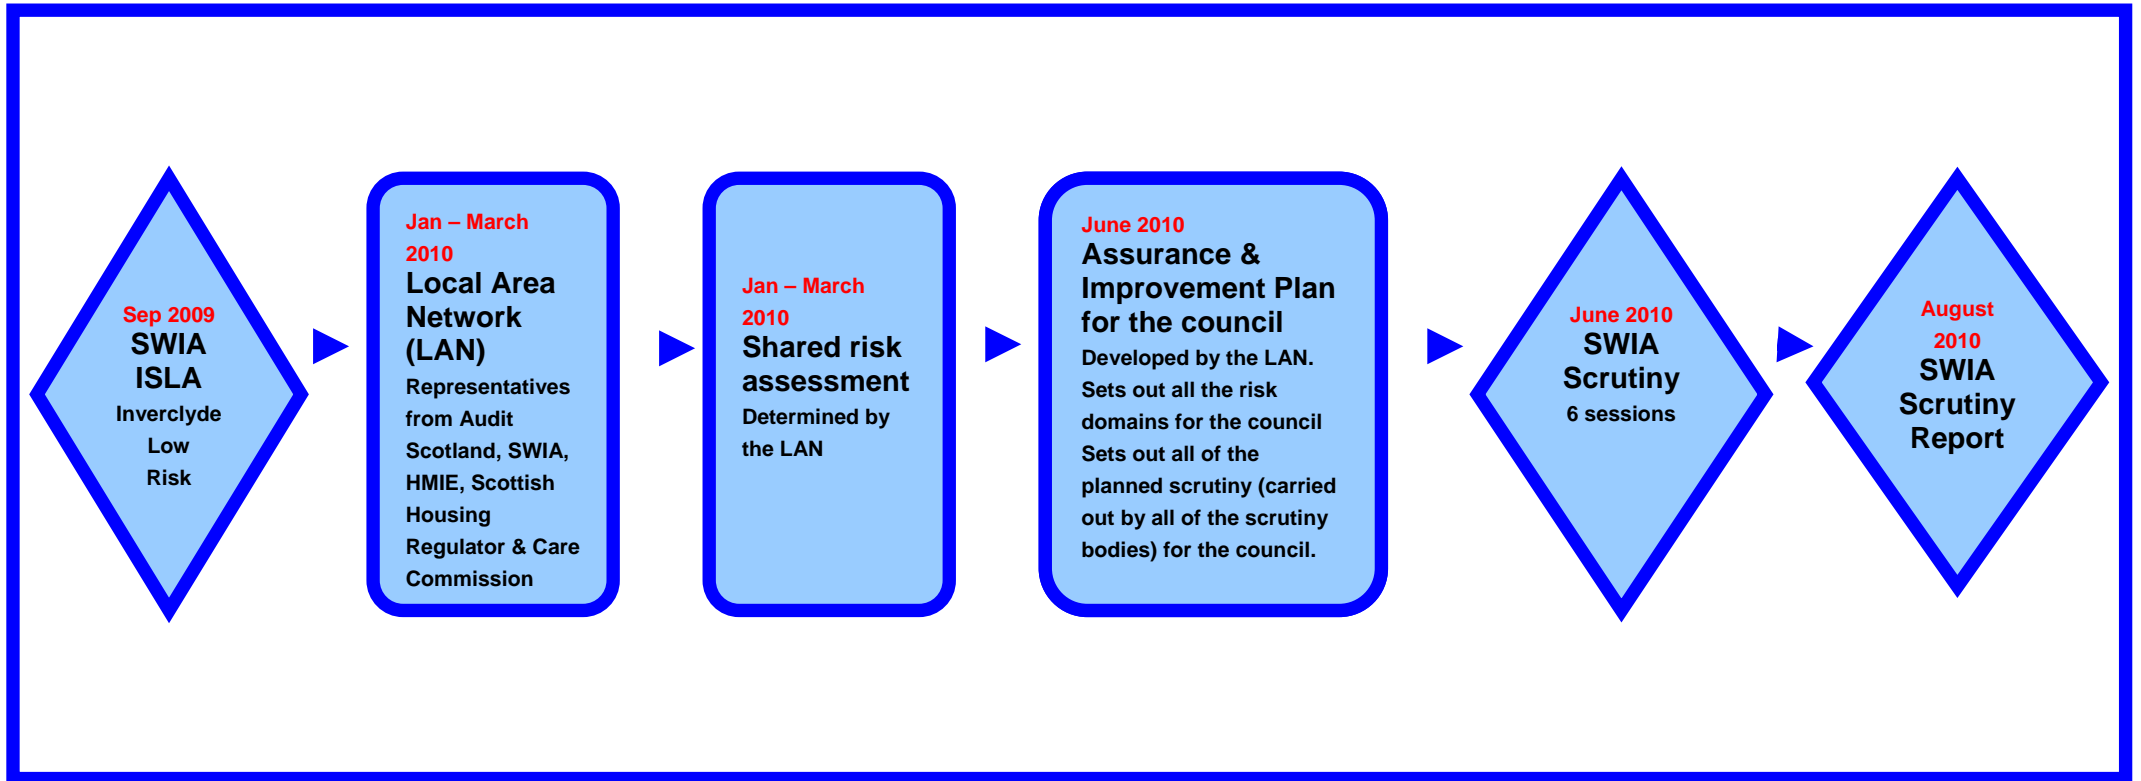 Sep 2009
SWIA
ISLA
Inverclyde
Low
Risk
Jan – March
2010
Local Area
Network
(LAN)
Representatives
from Audit
Scotland, SWIA,
HMIE, Scottish
Housing
Regulator & Care
Commission
Jan – March
2010
Shared risk
assessment
Determined by
the LAN
June 2010
Assurance &
Improvement Plan
for the council
Developed by the LAN.
Sets out all the risk
domains for the council
Sets out all of the
planned scrutiny (carried
out by all of the scrutiny
bodies) for the council.
June 2010
SWIA
Scrutiny
6 sessions
August
2010
SWIA
Scrutiny
Report